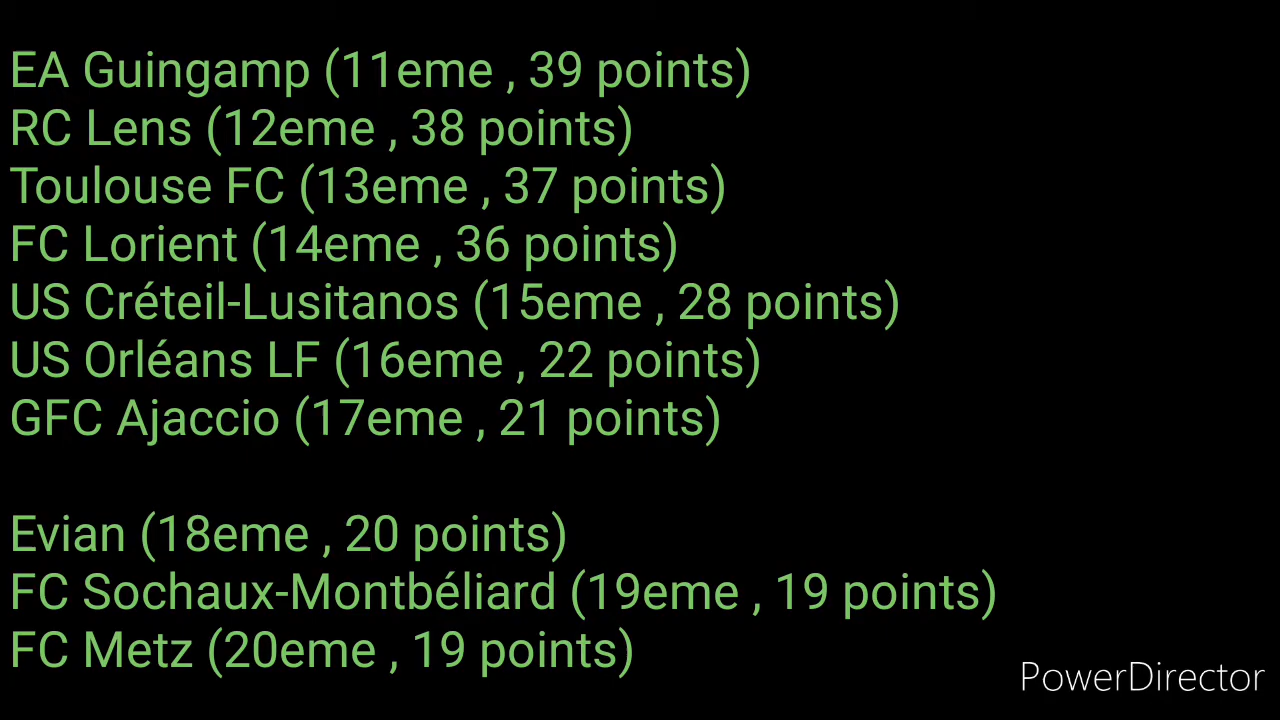 EA Guingamp (11eme , 39 points)
RC Lens (12eme , 38 points)
Toulouse FC (13eme , 37 points)
FC Lorient (14eme , 36 points)
US Créteil-Lusitanos (15eme , 28 points)
US Orléans LF (16eme , 22 points)
GFC Ajaccio (17eme , 21 points)
Evian (18eme , 20 points)
FC Sochaux-Montbéliard (19eme , 19 points)
FC Metz (20eme , 19 points)
PowerDirector